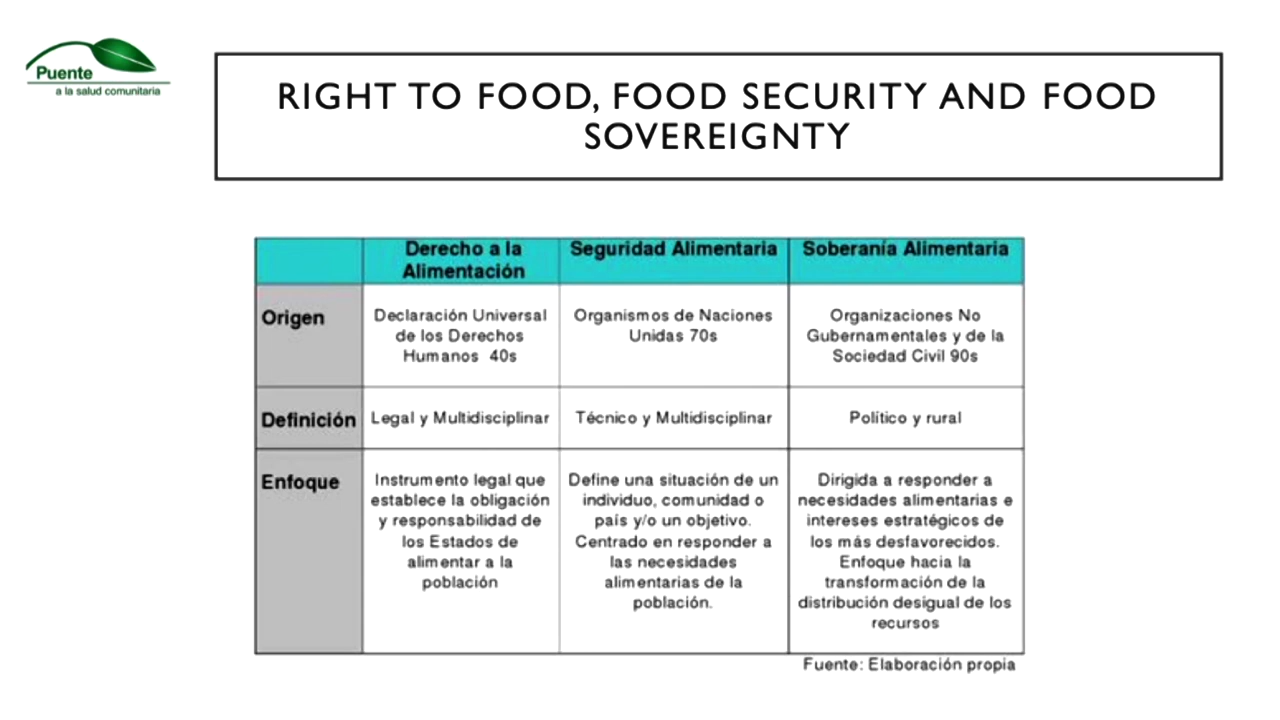 Puente
a la salud comunitaria
RIGHT TO FOOD, FOOD SECURITY AND FOOD
SOVEREIGNTY
Derecho a la
Alimentación
Seguridad Alimentaria
Soberanía Alimentaria
Origen
Declaración Universal
de los Derechos
Humanos 40s
Organismos de Naciones
Unidas 70s
Organizaciones No
Gubernamentales y de la
Sociedad Civil 90s
Definición
Legal y Multidisciplinar
Técnico y Multidisciplinar
Político y rural
Enfoque
Instrumento legal que
establece la obligación
y responsabilidad de
los Estados de
alimentar a la
población
Define una situación de un
individuo, comunidad o
país y/o un objetivo.
Centrado en responder a
las necesidades
alimentarias de la
población.
Dirigida a responder a
necesidades alimentarias e
intereses estratégicos de
los más desfavorecidos.
Enfoque hacia la
transformación de la
distribución desigual de los
recursos
Fuente: Elaboración propia